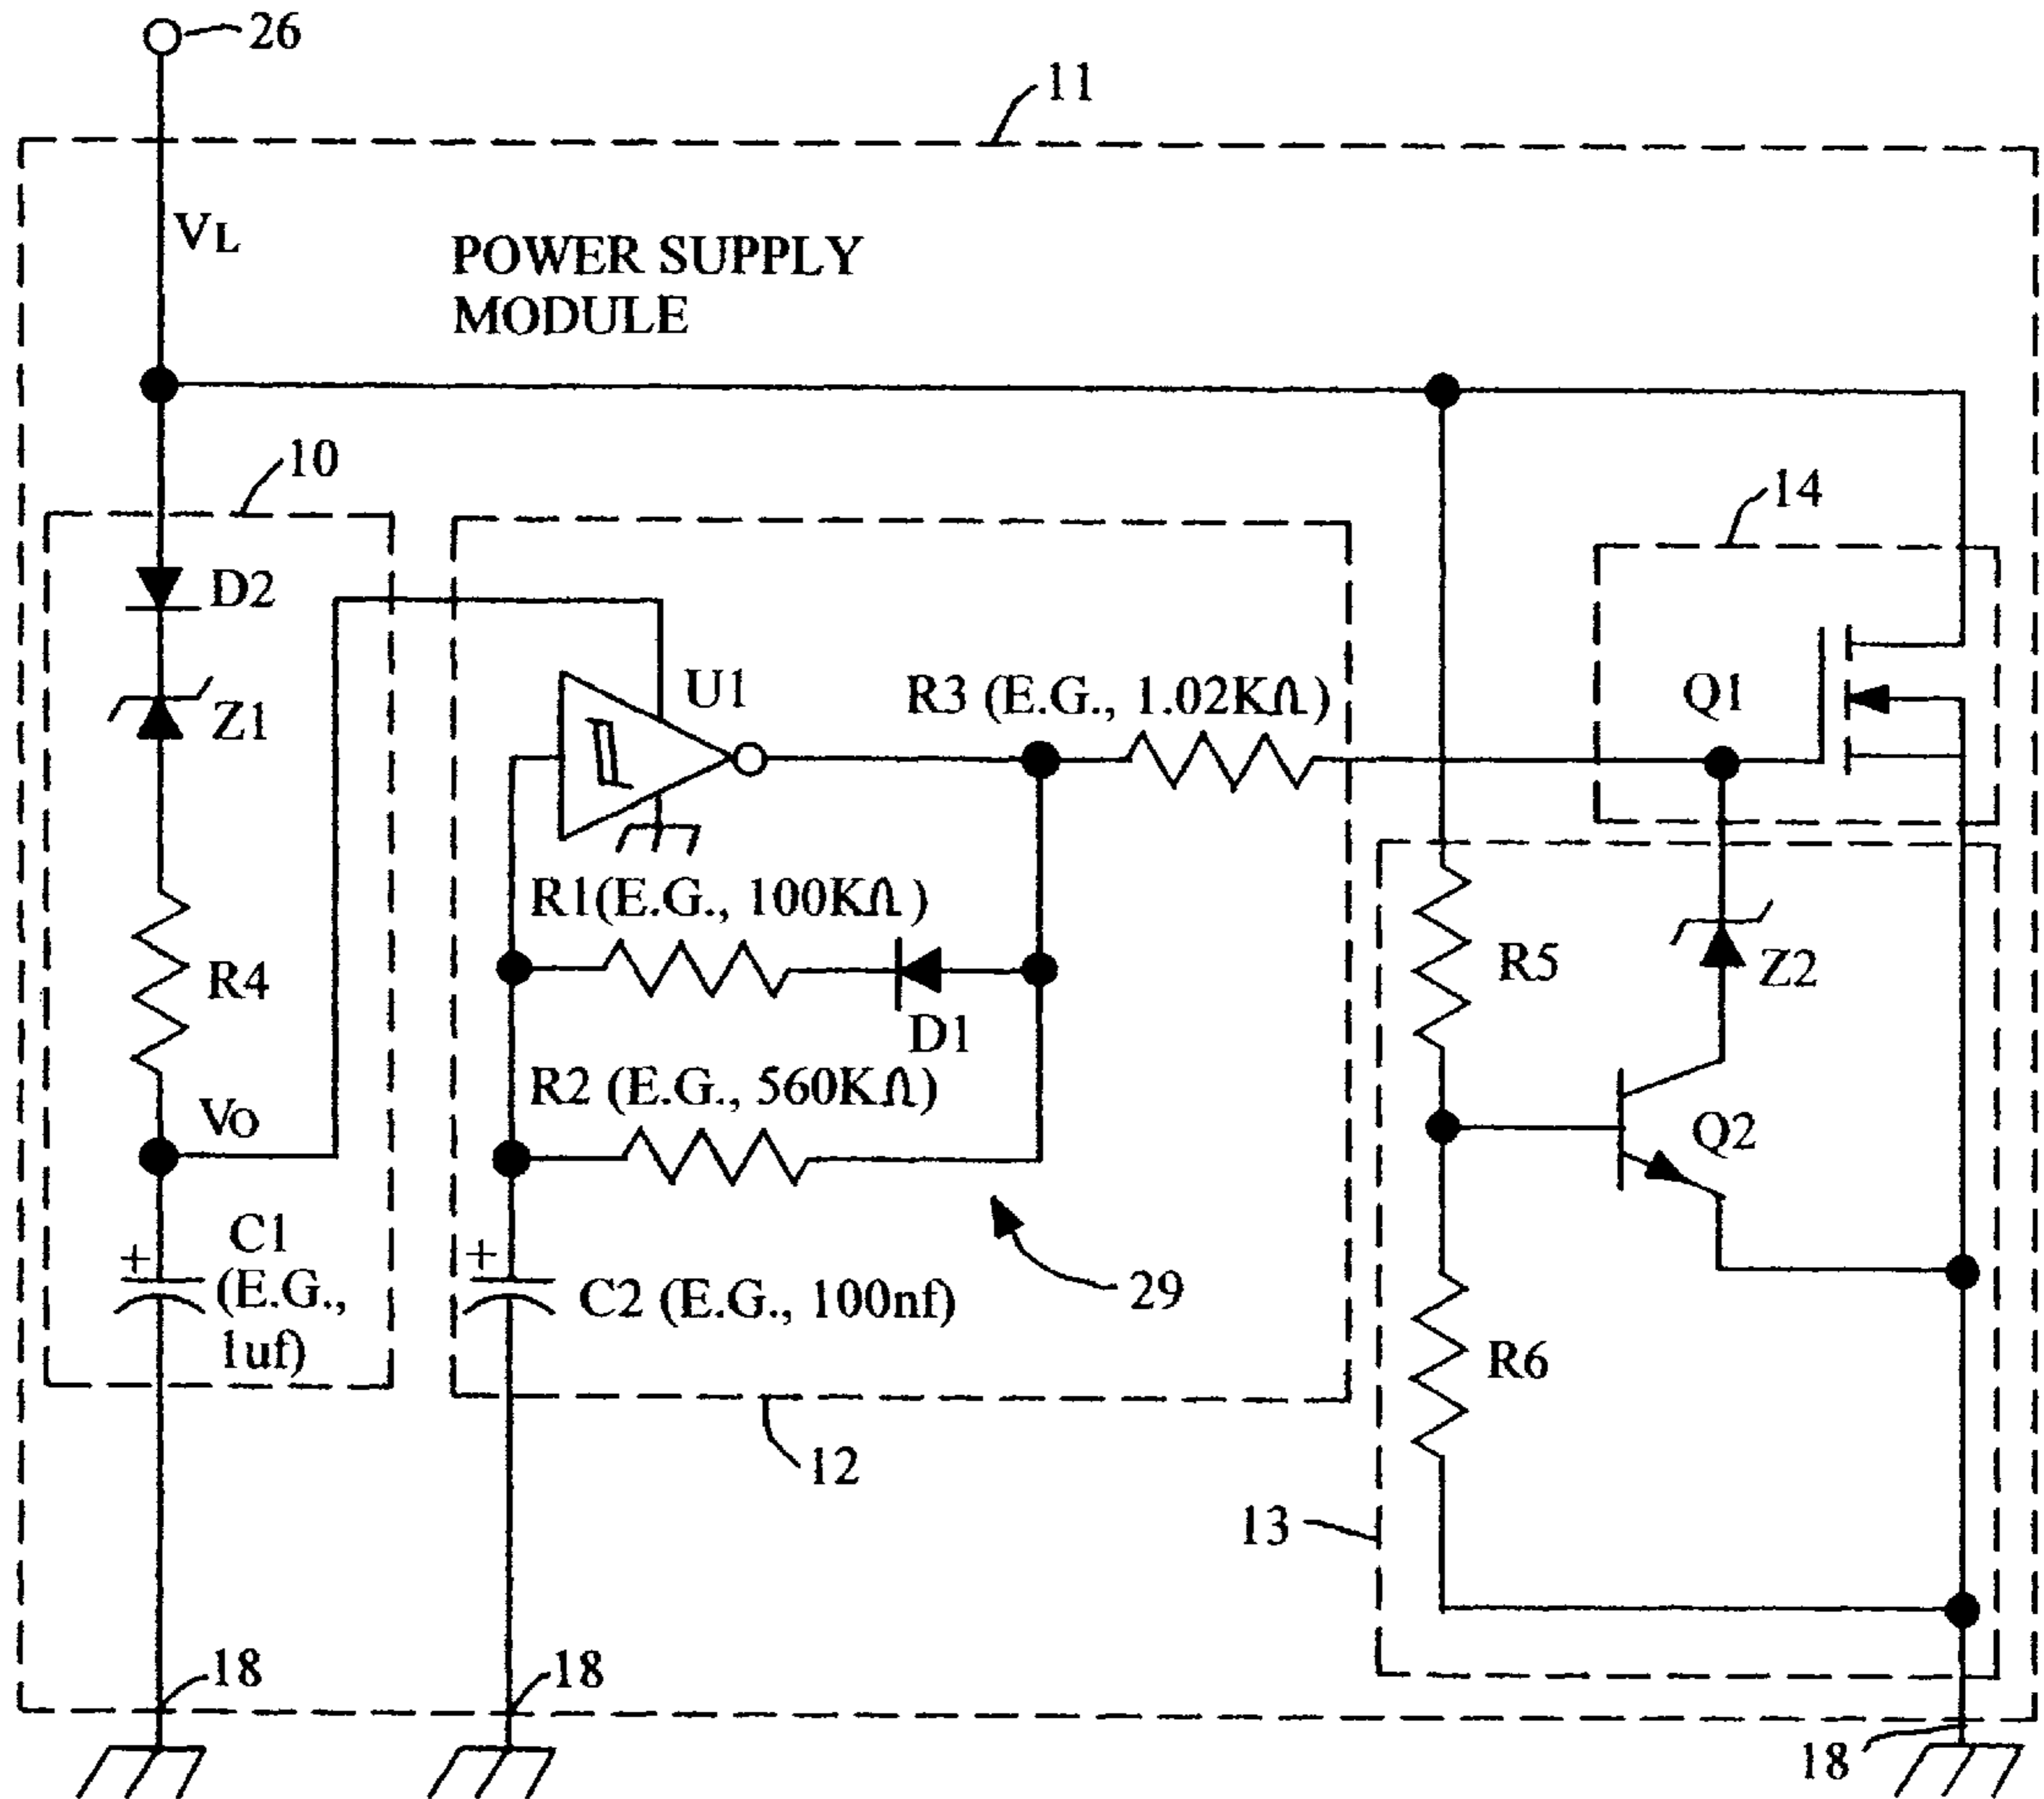 26
11
VL
POWER SUPPLY
MODULE
10
14
D2
U1
R3 (E.G., 1.02KΩ)
Q1
Z1
R1(E.G., 100KΩ)
R4
R5
Z2
D1
R2 (E.G., 560KΩ)
VO
Q2
+
C1
(E.G.,
1uf)
+
C2 (E.G., 100nf)
29
R6
12
13
18
18
18